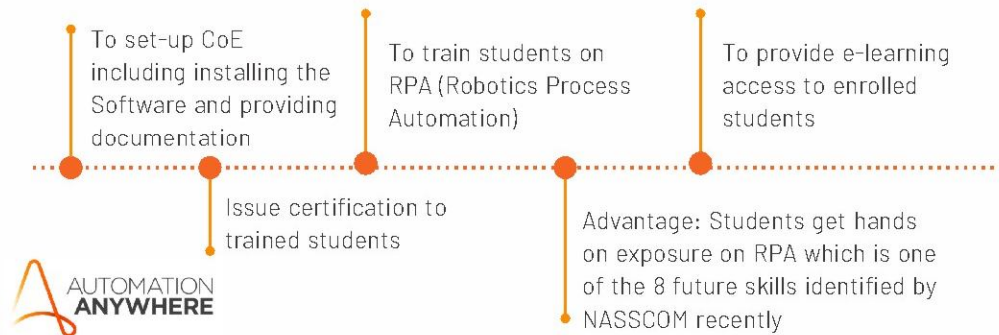 To set-up CoE
including installing the
Software and providing
documentation
To train students on
RPA (Robotics Process
Automation)
To provide e-learning
access to enrolled
students
Issue certification to
trained students
Advantage: Students get hands
on exposure on RPA which is one
of the 8 future skills identified by
NASSCOM recently
AUTOMATION
ANYWHERE